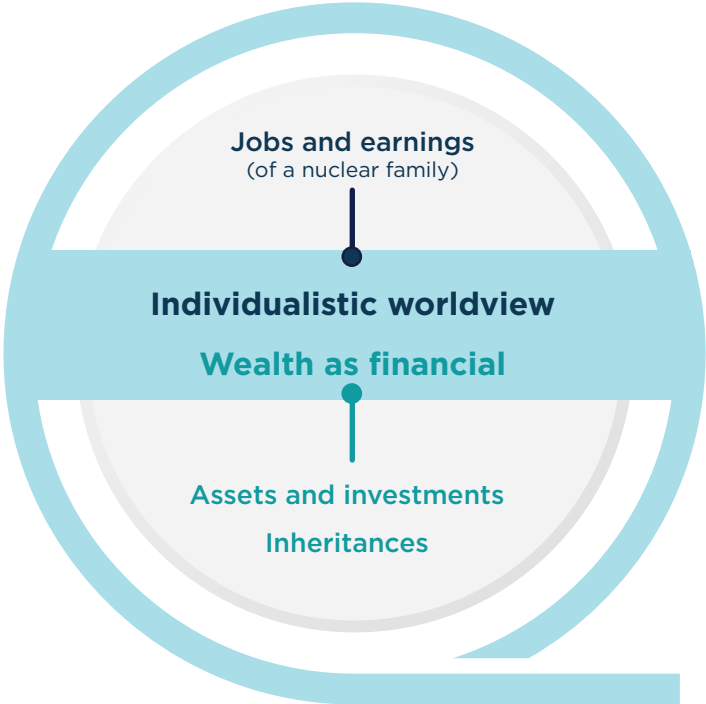 Jobs and earnings
(of a nuclear family)
Individualistic worldview
Wealth as financial
Assets and investments
Inheritances